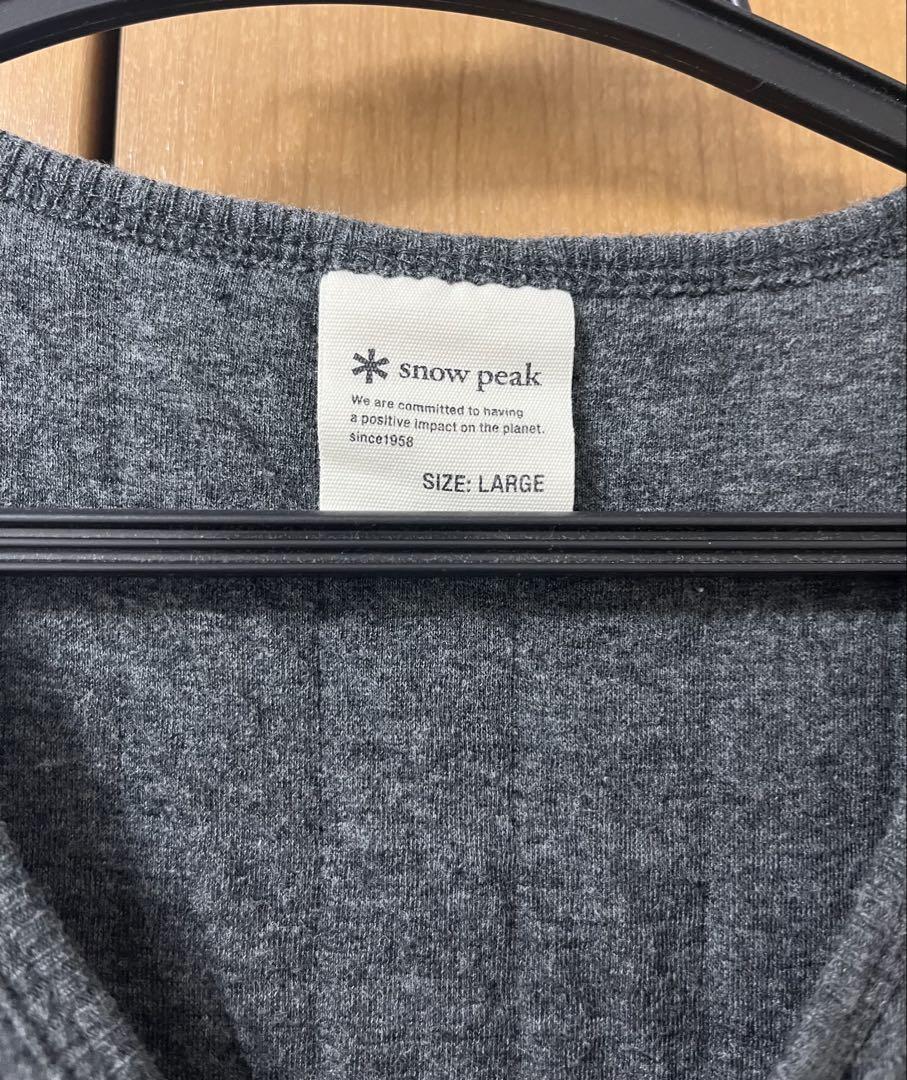 snow peak
We are committed to having
a positive impact on the planet.
since1958
SIZE: LARGE